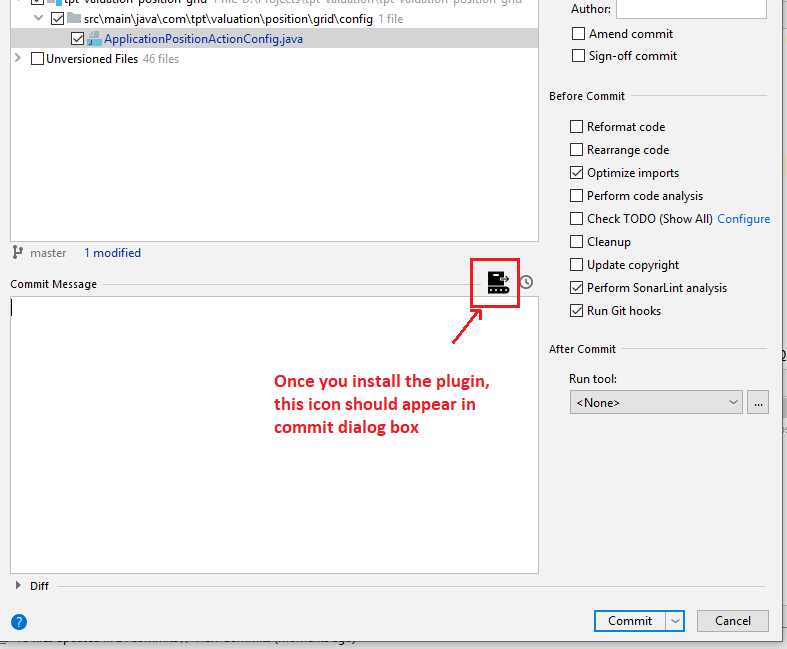 tpt-valuation-position-grid 1 file D:\Projects\tpt-valuation\tpt-valuation-position-grid
src\main\java\com\tpt\valuation\position\grid\config 1 file
ApplicationPositionActionConfig.java
Unversioned Files 46 files
master 1 modified
Commit Message
Once you install the plugin,
this icon should appear in
commit dialog box
Diff
Author:
Amend commit
Sign-off commit
Before Commit
Reformat code
Rearrange code
Optimize imports
Perform code analysis
Check TODO (Show All) Configure
Cleanup
Update copyright
Perform SonarLint analysis
Run Git hooks
After Commit
Run tool:
<None>
...
?
Commit
Cancel